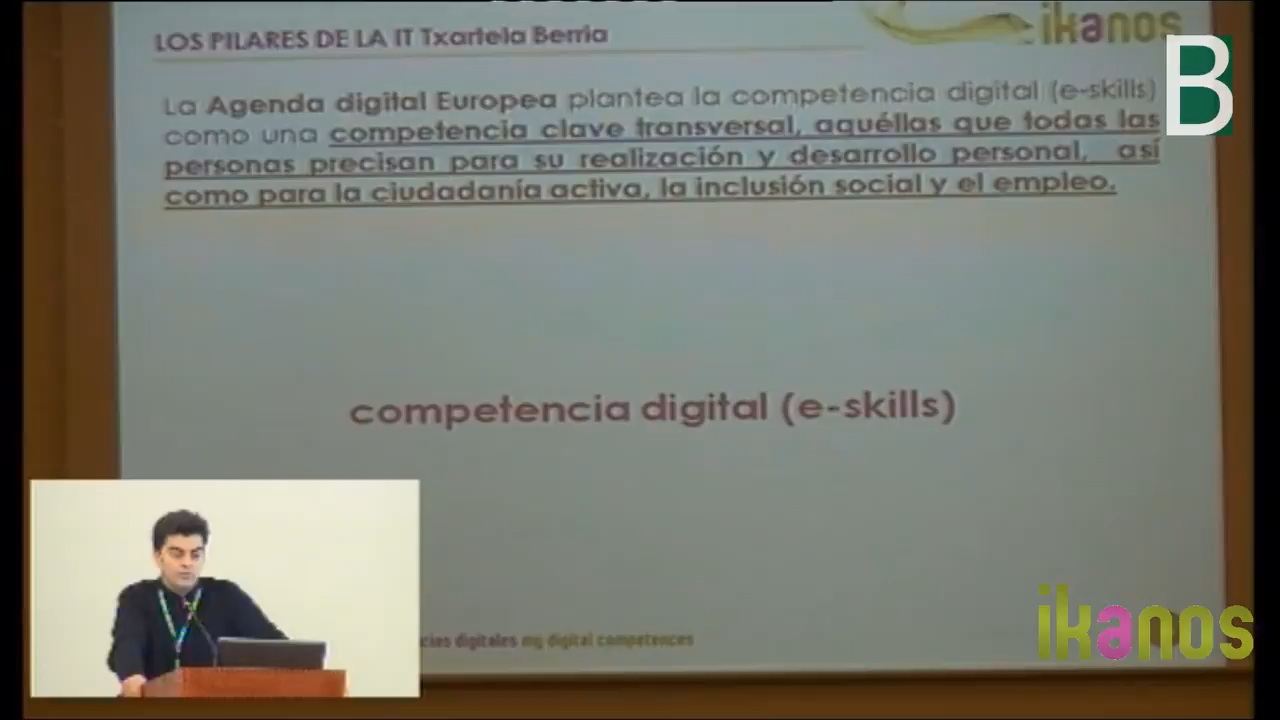 LOS PILARES DE LA IT Txartela Berria
ikanos
B
La Agenda digital Europea plantea la competencia digital (e-skills)
como una competencia clave transversal, aquéllas que todas las
personas precisan para su realización y desarrollo personal, así
como para la ciudadanía activa, la inclusión social y el empleo.
competencia digital (e-skills)
digitales my digital competences
ikanos